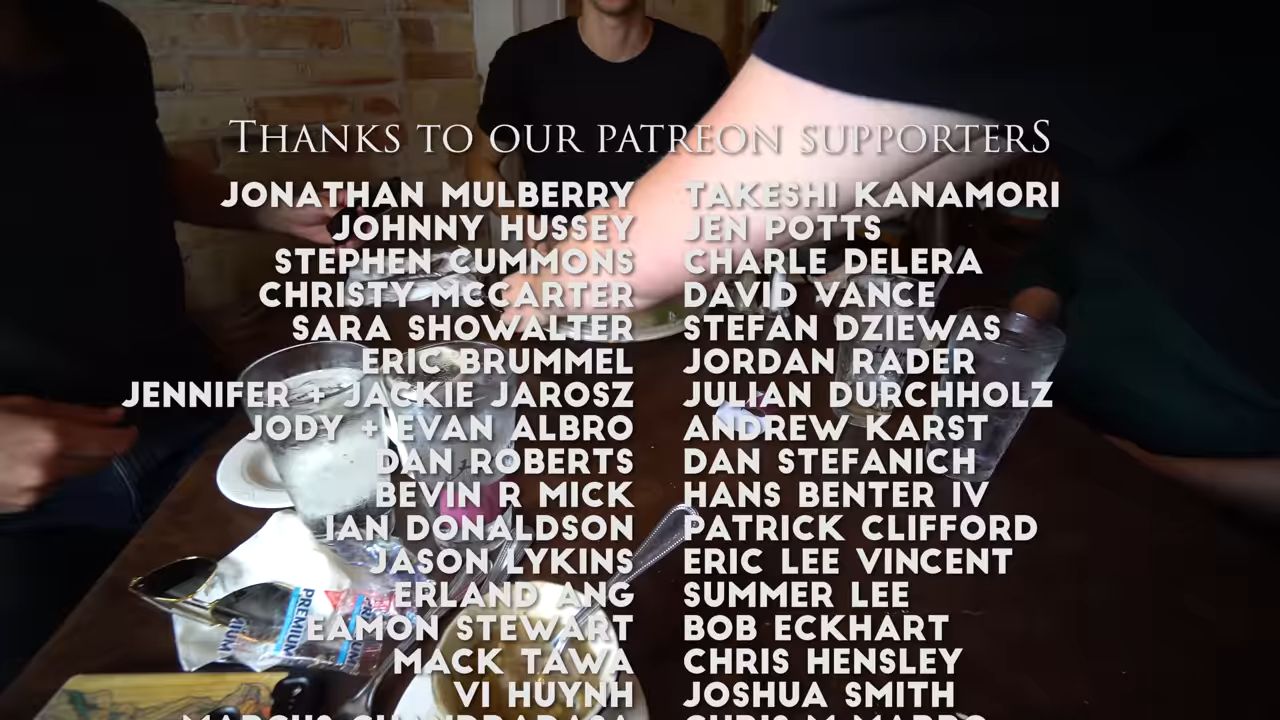 THANKS TO OUR PATREON SUPPORTERS
JONATHAN MULBERRY TAKESHI KANAMORI
JOHNNY HUSSEY JEN POTTS
STEPHEN CUMMONS CHARLE DELERA
CHRISTY MCCARTER DAVID VANCE
SARA SHOWALTER STEFAN DZIEWAS
ERIC BRUMMEL JORDAN RADER
JENNIFER + JACKIE JAROSZ JULIAN DURCHHOLZ
JODY + EVAN ALBRO ANDREW KARST
DAN ROBERTS DAN STEFANICH
BEVIN R MICK HANS BENTER IV
IAN DONALDSON PATRICK CLIFFORD
JASON LYKINS ERIC LEE VINCENT
ERLAND ANG SUMMER LEE
EAMON STEWART BOB ECKHART
MACK TAWA CHRIS HENSLEY
VI HUYNH JOSHUA SMITH
CHRIS M
PREMIUM